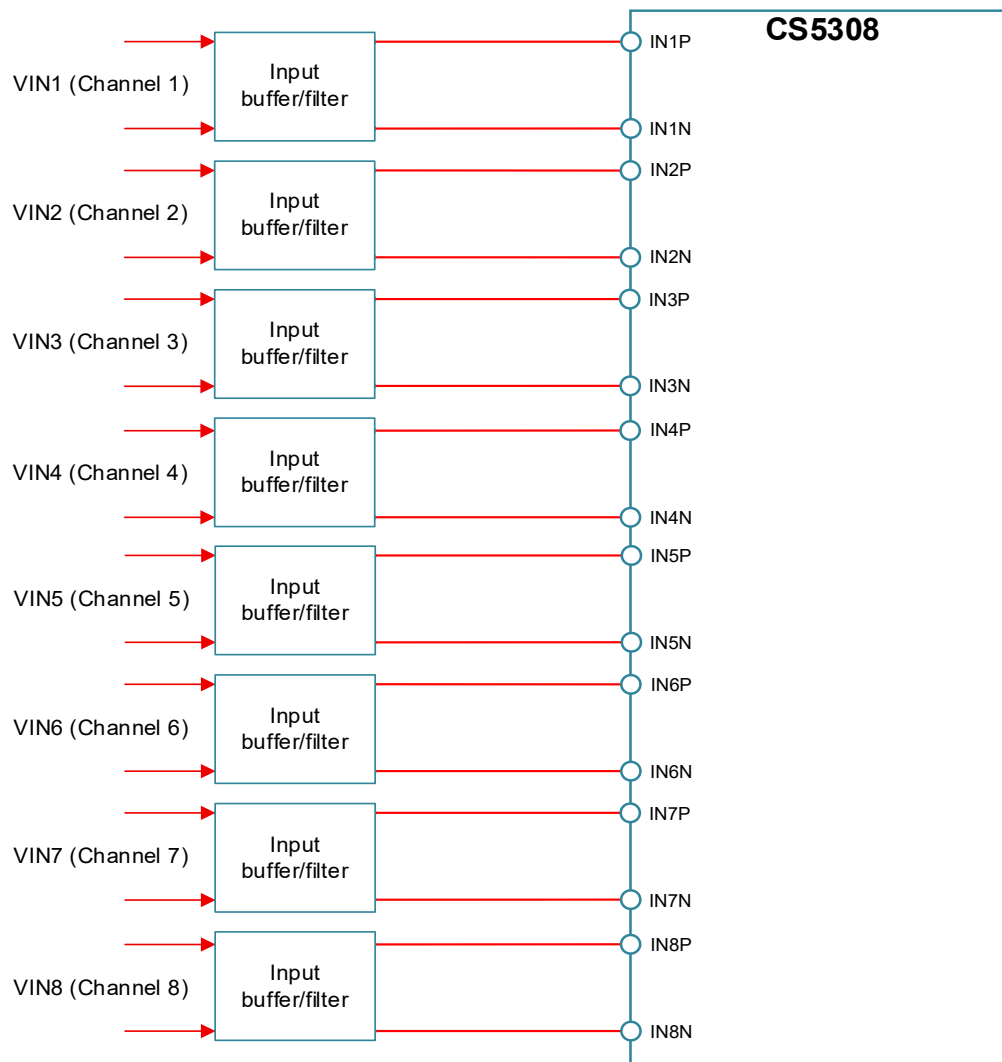 CS5308
IN1P
VIN1 (Channel 1)
Input
buffer/filter
IN1N
IN2P
VIN2 (Channel 2)
Input
buffer/filter
IN2N
IN3P
VIN3 (Channel 3)
Input
buffer/filter
IN3N
IN4P
VIN4 (Channel 4)
Input
buffer/filter
IN4N
IN5P
VIN5 (Channel 5)
Input
buffer/filter
IN5N
IN6P
VIN6 (Channel 6)
Input
buffer/filter
IN6N
IN7P
VIN7 (Channel 7)
Input
buffer/filter
IN7N
IN8P
VIN8 (Channel 8)
Input
buffer/filter
IN8N